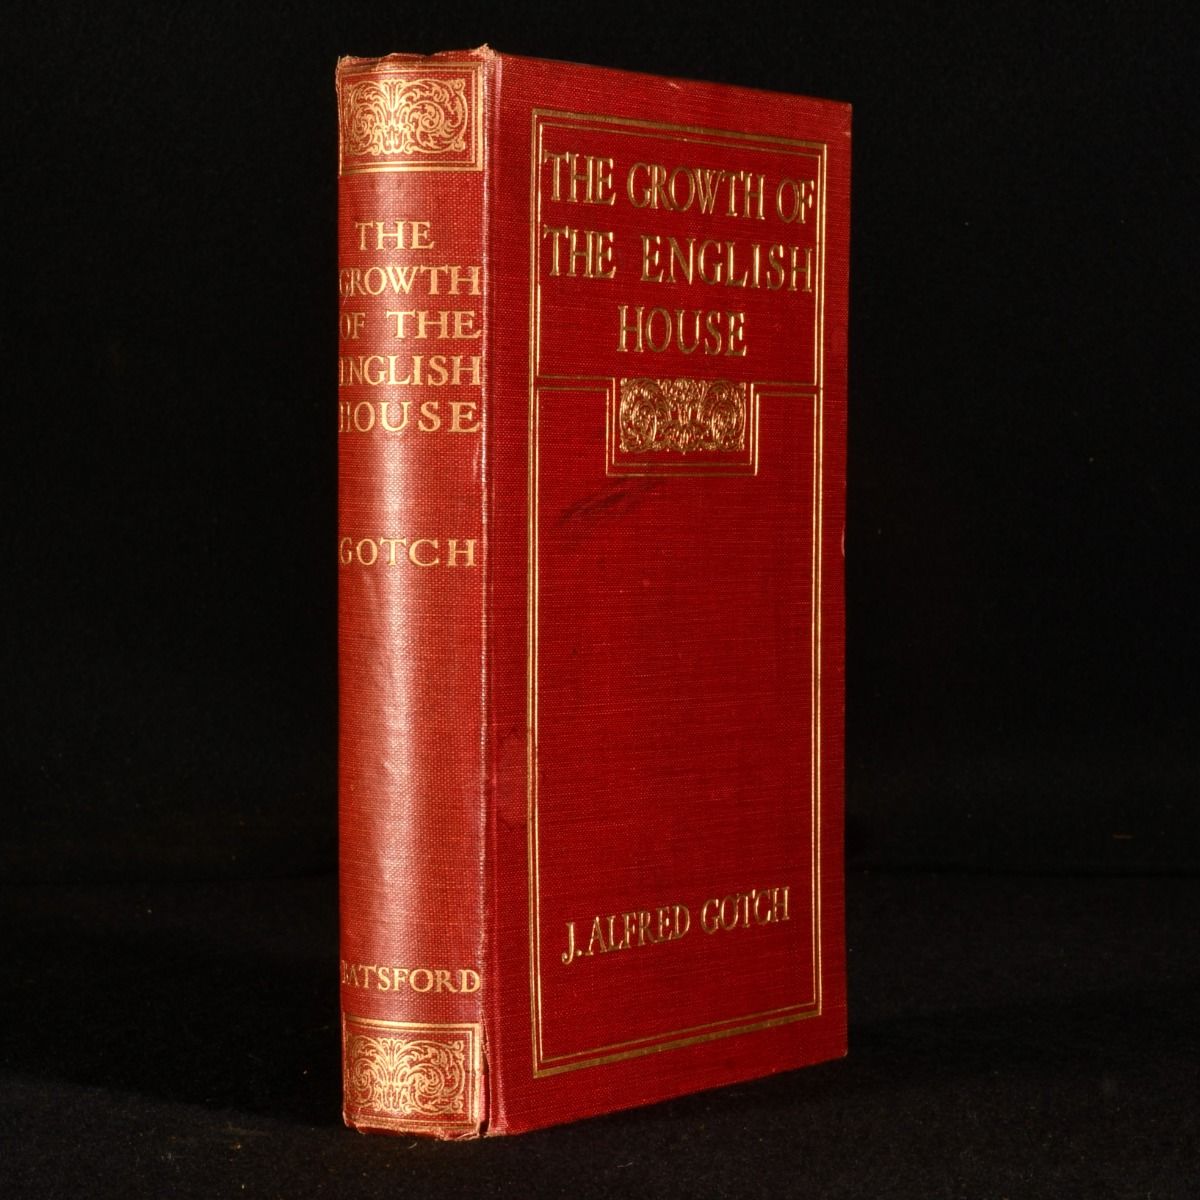 THE
GROWTH
OF THE
ENGLISH
HOUSE
GOTCH
BATSFORD
THE GROWTH OF
THE ENGLISH
HOUSE
J. ALFRED GOTCH